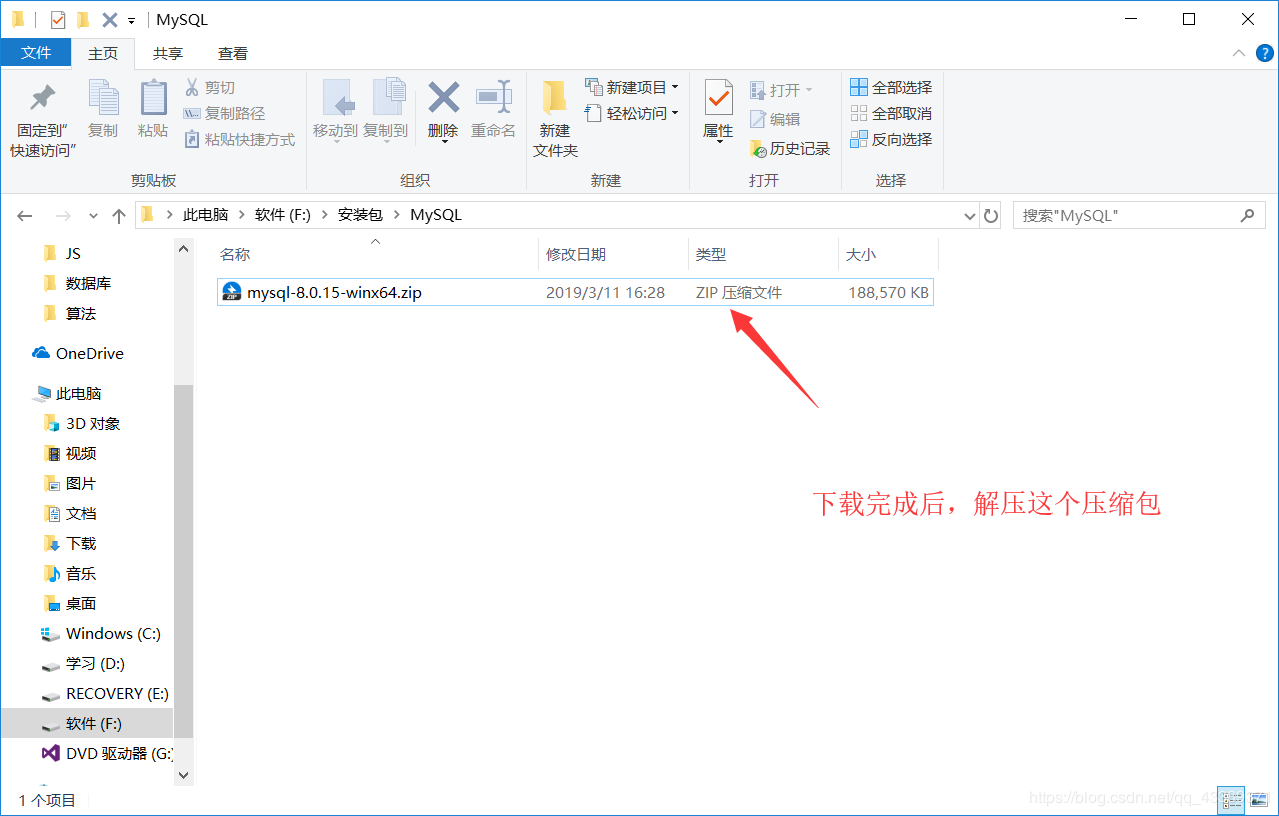 MySQL
文件 主页 共享 查看
固定到"
快速访问"
复制
粘贴
剪切
复制路径
粘贴快捷方式
剪贴板
移动到
复制到
删除
重命名
组织
新建
文件夹
新建项目
轻松访问
新建
属性
打开
编辑
历史记录
打开
全部选择
全部取消
反向选择
选择
此电脑 软件 (F:) 安装包 MySQL
搜索"MySQL"
JS
数据库
算法
OneDrive
此电脑
3D 对象
视频
图片
文档
下载
音乐
桌面
Windows (C:)
学习 (D:)
RECOVERY (E:)
软件 (F:)
DVD 驱动器 (G:)
名称 修改日期 类型 大小
mysql-8.0.15-winx64.zip 2019/3/11 16:28 ZIP 压缩文件 188,570 KB
下载完成后，解压这个压缩包
1 个项目